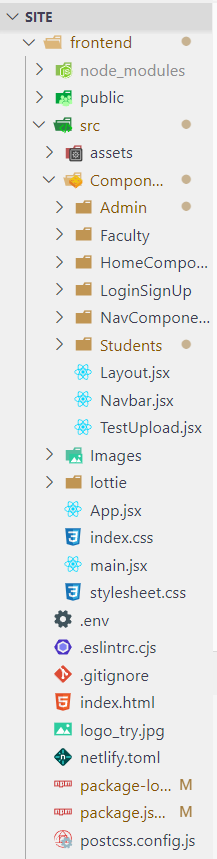 SITE
frontend
node_modules
public
src
assets
Compon...
Admin
Faculty
HomeCompo...
LoginSignUp
NavCompone...
Students
Layout.jsx
Navbar.jsx
TestUpload.jsx
Images
lottie
App.jsx
index.css
main.jsx
stylesheet.css
.env
.eslintrc.cjs
.gitignore
index.html
logo_try.jpg
netlify.toml
package-lo... M
package.js... M
postcss.config.js